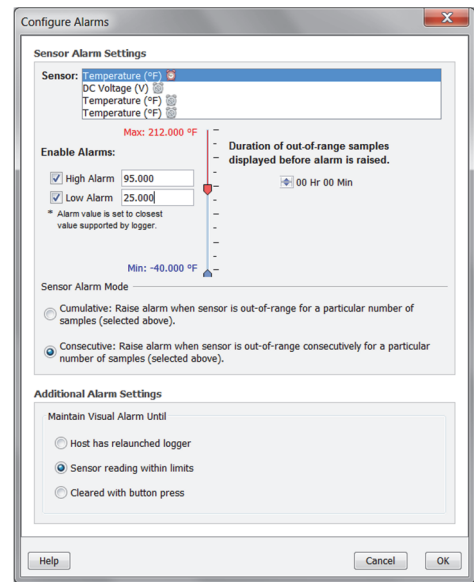 Configure Alarms
Sensor Alarm Settings
Sensor: Temperature (°F)
DC Voltage (V)
Temperature (°F)
Temperature (°F)
Max: 212.000 °F
Enable Alarms:
High Alarm 95.000
Low Alarm 25.000
* Alarm value is set to closest
value supported by logger.
Min: -40.000 °F
Duration of out-of-range samples
displayed before alarm is raised.
00 Hr 00 Min
Sensor Alarm Mode
Cumulative: Raise alarm when sensor is out-of-range for a particular number of
samples (selected above).
Consecutive: Raise alarm when sensor is out-of-range consecutively for a particular
number of samples (selected above).
Additional Alarm Settings
Maintain Visual Alarm Until
Host has relaunched logger
Sensor reading within limits
Cleared with button press
Help
Cancel
OK